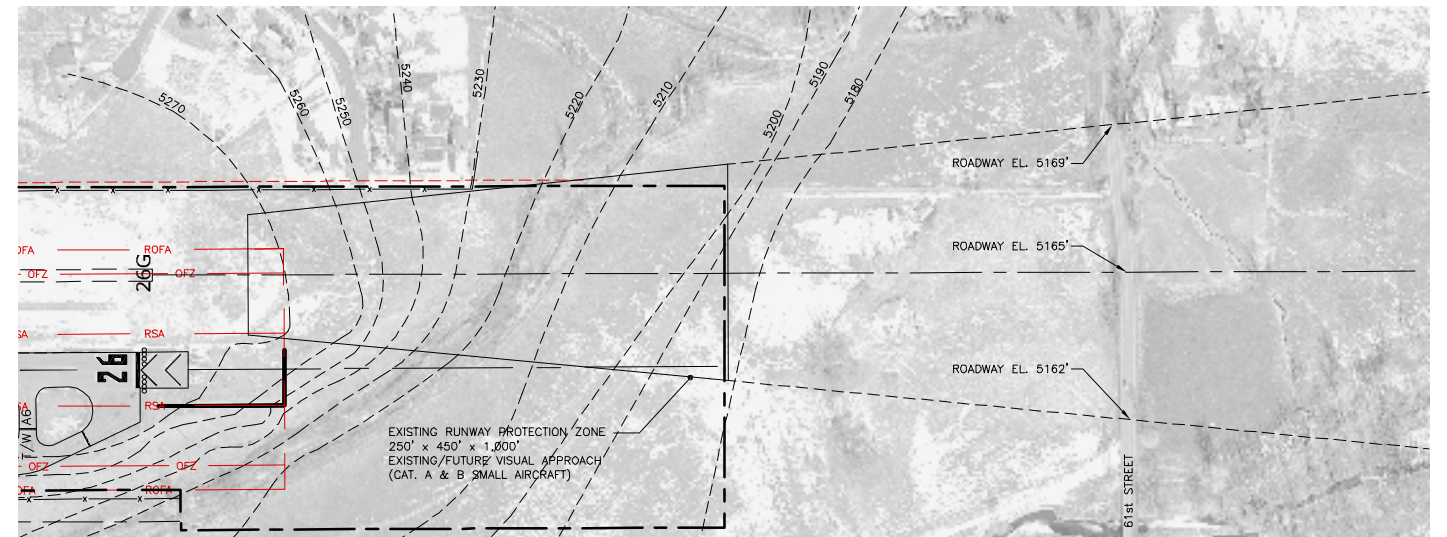 5270
5260
5250
5240
5230
5220
5210
5200
5190
5180
ROADWAY EL. 5169'
ROFA
OFZ
OFZ
26G
ROFA
RSA
RSA
ROADWAY EL. 5165'
26
RSA
RSA
T/W A6
OFZ
OFZ
ROFA
ROFA
ROADWAY EL. 5162'
EXISTING RUNWAY PROTECTION ZONE
250' x 450' x 1,000'
EXISTING/FUTURE VISUAL APPROACH
(CAT. A & B SMALL AIRCRAFT)
61st STREET